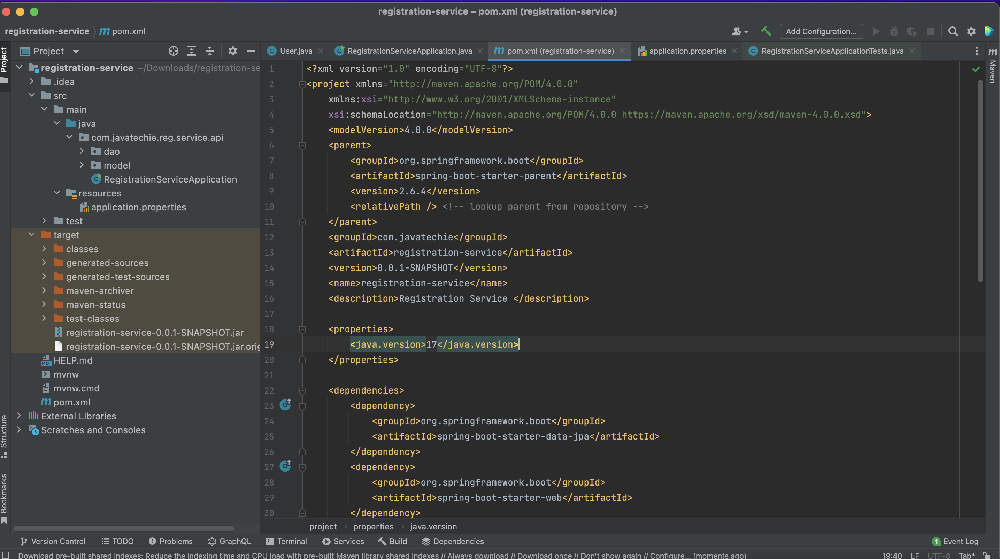 registration-service – pom.xml (registration-service)
registration-service
m pom.xml
Add Configuration...
Project
Project
User.java
RegistrationServiceApplication.java
m pom.xml (registration-service)
application.properties
RegistrationServiceApplicationTests.java
m Maven
registration-service ~/Downloads/registration-se
.idea
src
main
java
com.javatechie.reg.service.api
dao
model
RegistrationServiceApplication
resources
application.properties
test
target
classes
generated-sources
generated-test-sources
maven-archiver
maven-status
test-classes
registration-service-0.0.1-SNAPSHOT.jar
registration-service-0.0.1-SNAPSHOT.jar.orig
HELP.md
mvnw
mvnw.cmd
m pom.xml
External Libraries
Scratches and Consoles
Structure
Bookmarks
1 <?xml version="1.0" encoding="UTF-8"?>
2 <project xmlns="http://maven.apache.org/POM/4.0.0"
3 xmlns:xsi="http://www.w3.org/2001/XMLSchema-instance"
4 xsi:schemaLocation="http://maven.apache.org/POM/4.0.0 https://maven.apache.org/xsd/maven-4.0.0.xsd">
5 <modelVersion>4.0.0</modelVersion>
6 <parent>
7 <groupId>org.springframework.boot</groupId>
8 <artifactId>spring-boot-starter-parent</artifactId>
9 <version>2.6.4</version>
10 <relativePath /> <!-- lookup parent from repository -->
11 </parent>
12 <groupId>com.javatechie</groupId>
13 <artifactId>registration-service</artifactId>
14 <version>0.0.1-SNAPSHOT</version>
15 <name>registration-service</name>
16 <description>Registration Service </description>
17
18 <properties>
19 <java.version>17</java.version>
20 </properties>
21
22 <dependencies>
23 <dependency>
24 <groupId>org.springframework.boot</groupId>
25 <artifactId>spring-boot-starter-data-jpa</artifactId>
26 </dependency>
27 <dependency>
28 <groupId>org.springframework.boot</groupId>
29 <artifactId>spring-boot-starter-web</artifactId>
30 </dependency>
project › properties › java.version
Version Control TODO Problems GraphQL Terminal Services Build Dependencies 1 Event Log
Download pre-built shared indexes: Reduce the indexing time and CPU load with pre-built Maven library shared indexes // Always download // Download once // Don't show again // Configure... (moments ago) 19:40 LF UTF-8 Tab*